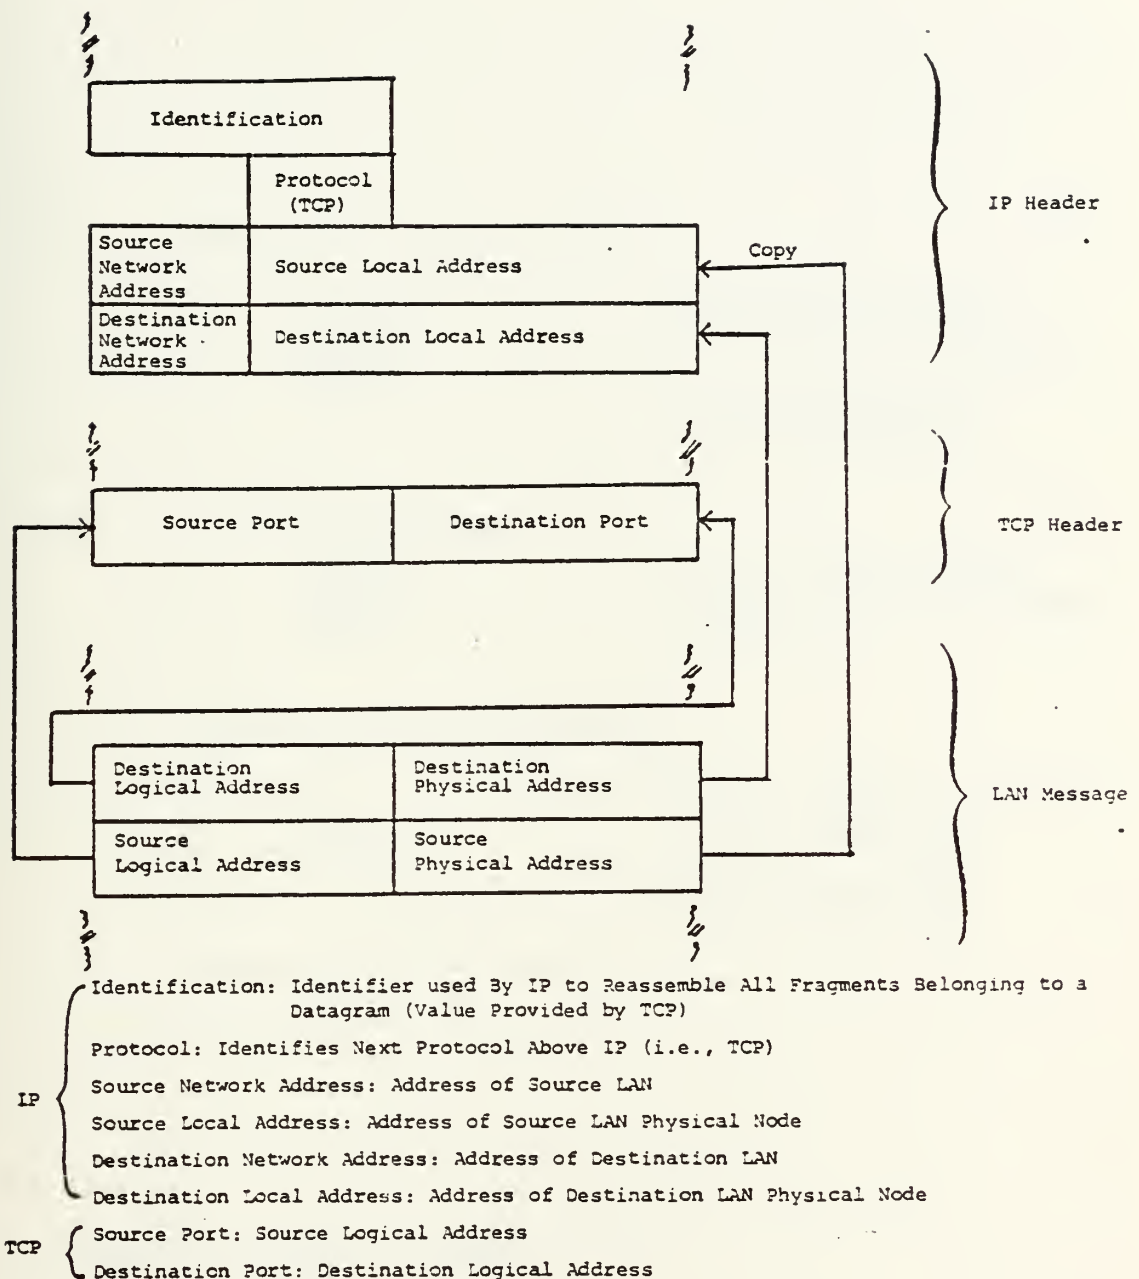 Identification
Protocol
(TCP)
IP Header
Source
Network
Address
Source Local Address
Copy
Destination
Network
Address
Destination Local Address
Source Port
Destination Port
TCP Header
Destination
Logical Address
Destination
Physical Address
LAN Message
Source
Logical Address
Source
Physical Address
Identification: Identifier used By IP to Reassemble All Fragments Belonging to a
Datagram (Value Provided by TCP)
Protocol: Identifies Next Protocol Above IP (i.e., TCP)
Source Network Address: Address of Source LAN
IP
Source Local Address: Address of Source LAN Physical Node
Destination Network Address: Address of Destination LAN
Destination Local Address: Address of Destination LAN Physical Node
TCP
Source Port: Source Logical Address
Destination Port: Destination Logical Address